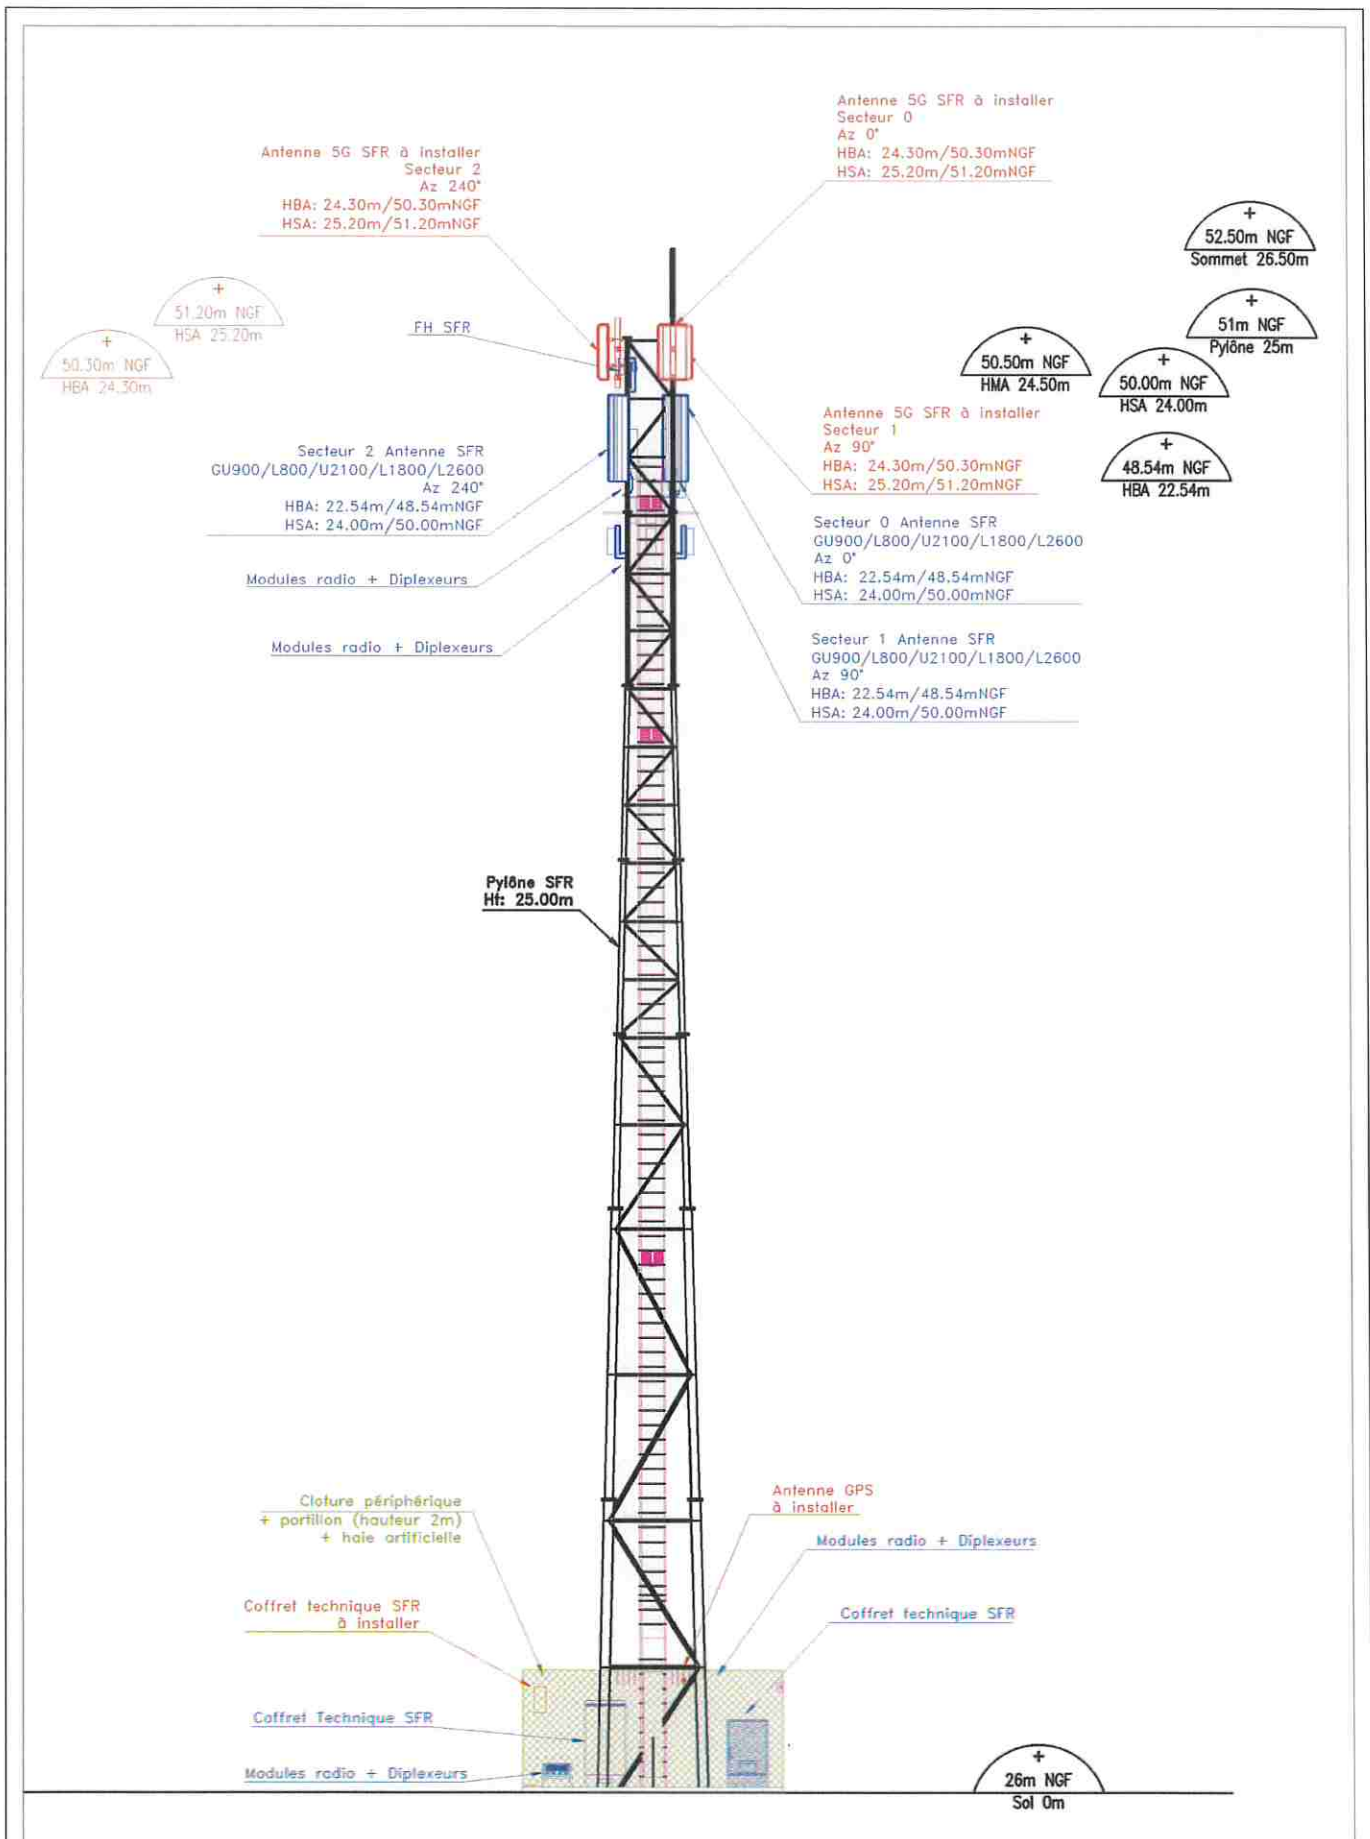 Antenne 5G SFR à installer
Secteur 0
Az 0°
HBA: 24.30m/50.30mNGF
HSA: 25.20m/51.20mNGF
Antenne 5G SFR à installer
Secteur 2
Az 240°
HBA: 24.30m/50.30mNGF
HSA: 25.20m/51.20mNGF
52.50m NGF
Sommet 26.50m
51.20m NGF
HSA 25.20m
FH SFR
51m NGF
Pylône 25m
50.30m NGF
HBA 24.30m
50.50m NGF
HMA 24.50m
50.00m NGF
HSA 24.00m
Antenne 5G SFR à installer
Secteur 1
Az 90°
HBA: 24.30m/50.30mNGF
HSA: 25.20m/51.20mNGF
48.54m NGF
HBA 22.54m
Secteur 2 Antenne SFR
GU900/L800/U2100/L1800/L2600
Az 240°
HBA: 22.54m/48.54mNGF
HSA: 24.00m/50.00mNGF
Secteur 0 Antenne SFR
GU900/L800/U2100/L1800/L2600
Az 0°
HBA: 22.54m/48.54mNGF
HSA: 24.00m/50.00mNGF
Modules radio + Diplexeurs
Modules radio + Diplexeurs
Secteur 1 Antenne SFR
GU900/L800/U2100/L1800/L2600
Az 90°
HBA: 22.54m/48.54mNGF
HSA: 24.00m/50.00mNGF
Pylône SFR
Ht: 25.00m
Cloture périphérique
+ portillon (hauteur 2m)
+ haie artificielle
Antenne GPS
à installer
Modules radio + Diplexeurs
Coffret technique SFR
à installer
Coffret technique SFR
Coffret Technique SFR
Modules radio + Diplexeurs
26m NGF
Sol 0m